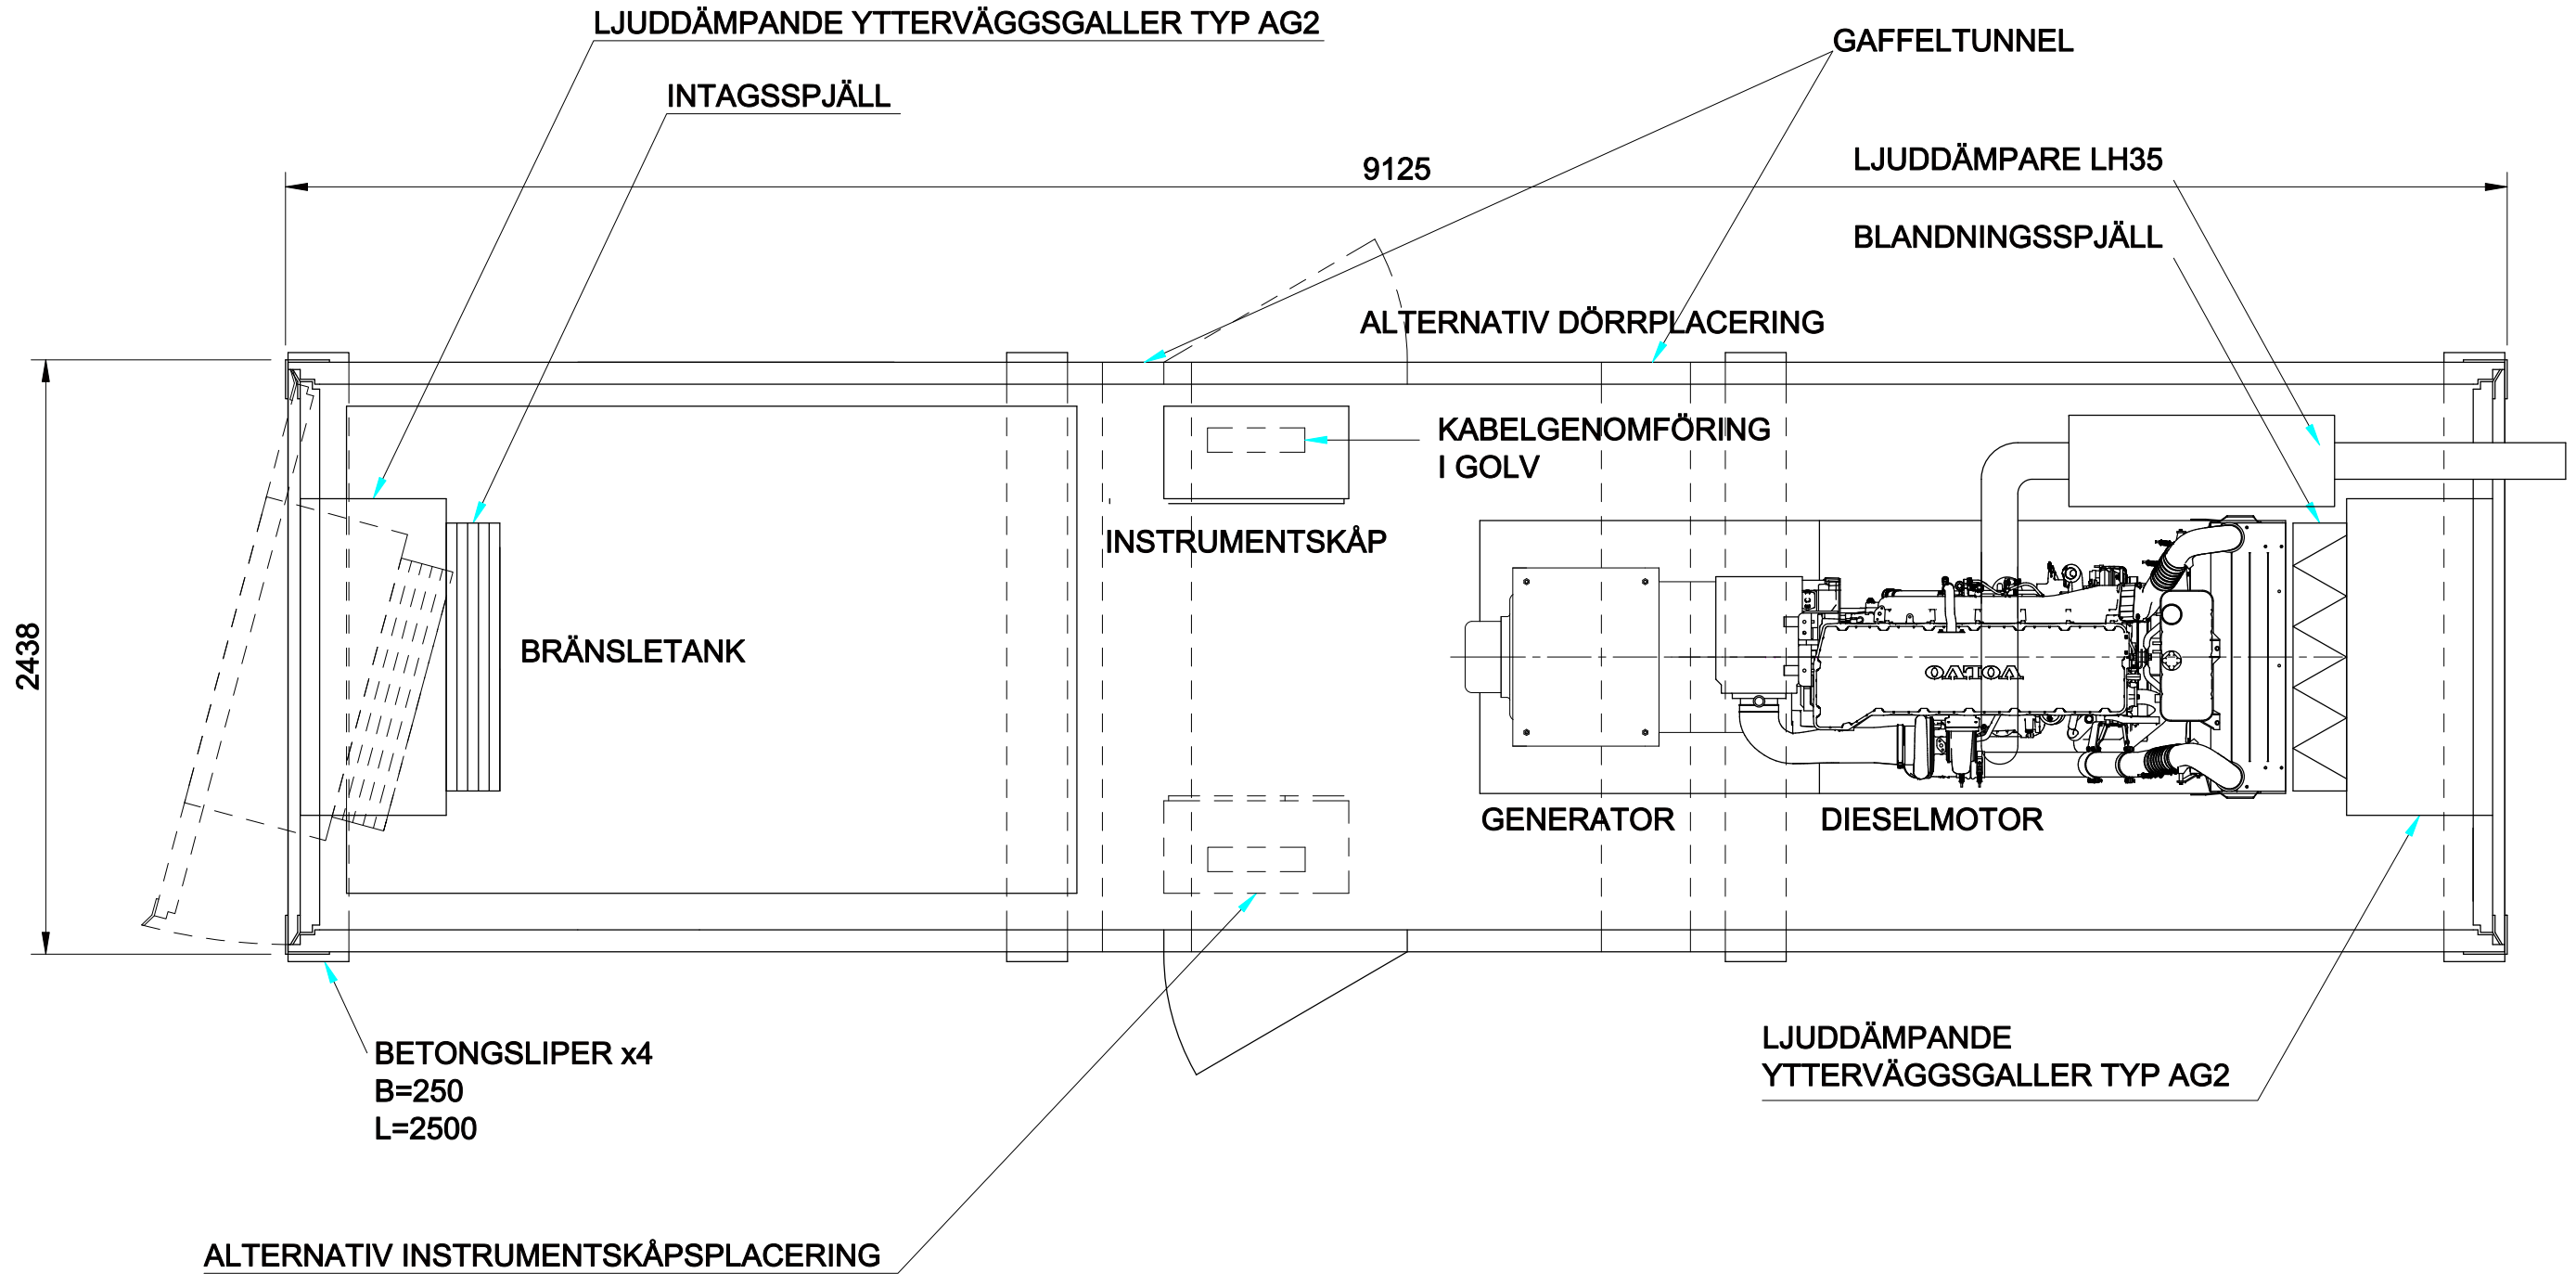 LJUDDÄMPANDE YTTERVÄGGSGALLER TYP AG2
GAFFELTUNNEL
INTAGSSPJÄLL
9125
LJUDDÄMPARE LH35
BLANDNINGSSPJÄLL
ALTERNATIV DÖRRPLACERING
KABELGENOMFÖRING
I GOLV
INSTRUMENTSKÅP
2438
BRÄNSLETANK
VOLVO
GENERATOR
DIESELMOTOR
BETONGSLIPER x4
B=250
L=2500
LJUDDÄMPANDE
YTTERVÄGGSGALLER TYP AG2
ALTERNATIV INSTRUMENTSKÅPSPLACERING